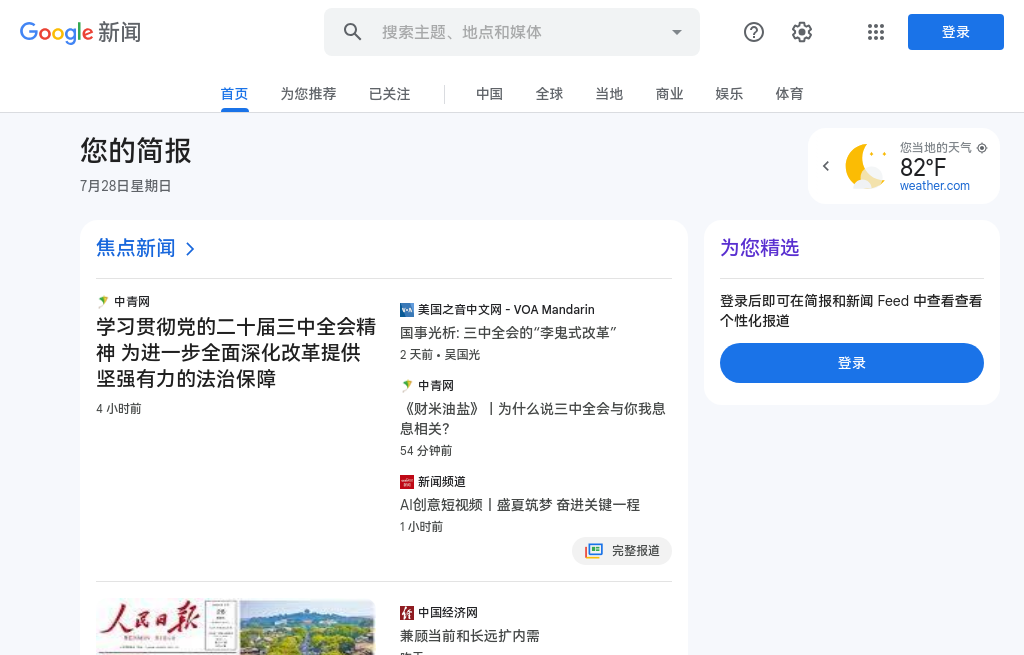 Google 新闻
搜索主题、地点和媒体
登录
首页
为您推荐
已关注
中国
全球
当地
商业
娱乐
体育
您的简报
7月28日星期日
您当地的天气
82°F
weather.com
焦点新闻
中青网
学习贯彻党的二十届三中全会精
神 为进一步全面深化改革提供
坚强有力的法治保障
4 小时前
VOA
美国之音中文网 - VOA Mandarin
国事光析: 三中全会的“李鬼式改革”
2 天前 • 吴国光
中青网
《财米油盐》丨为什么说三中全会与你我息
息相关？
54 分钟前
新闻频道
AI创意短视频丨盛夏筑梦 奋进关键一程
1 小时前
完整报道
为您精选
登录后即可在简报和新闻 Feed 中查看查看
个性化报道
登录
人民日报
中国经济网
兼顾当前和长远扩内需